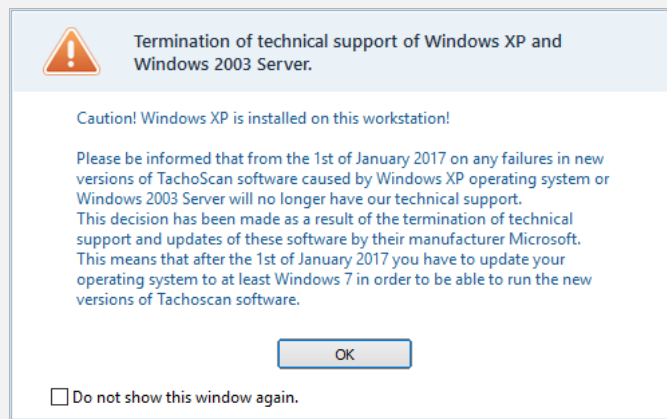 Termination of technical support of Windows XP and
Windows 2003 Server.
Caution! Windows XP is installed on this workstation!
Please be informed that from the 1st of January 2017 on any failures in new
versions of TachoScan software caused by Windows XP operating system or
Windows 2003 Server will no longer have our technical support.
This decision has been made as a result of the termination of technical
support and updates of these software by their manufacturer Microsoft.
This means that after the 1st of January 2017 you have to update your
operating system to at least Windows 7 in order to be able to run the new
versions of Tachoscan software.
OK
Do not show this window again.